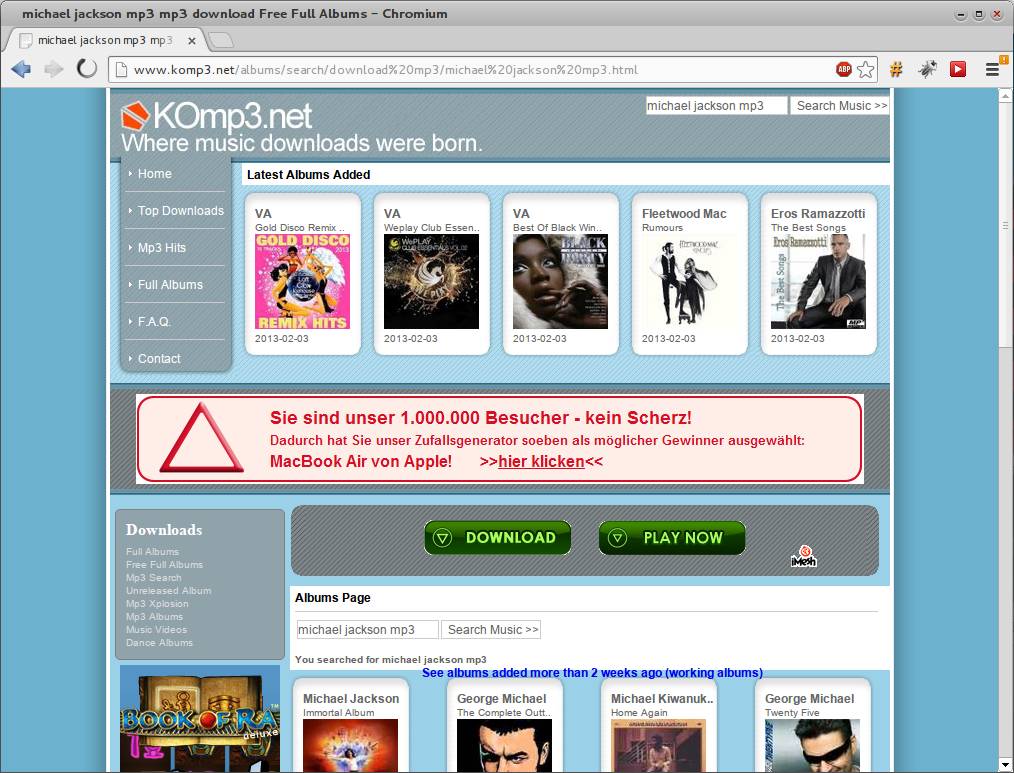 michael jackson mp3 mp3 download Free Full Albums - Chromium
michael jackson mp3 mp3
www.komp3.net/albums/search/download%20mp3/michael%20jackson%20mp3.html
ABP
KOmp3.net
michael jackson mp3 Search Music >>
Where music downloads were born.
Home
Top Downloads
Mp3 Hits
Full Albums
F.A.Q.
Contact
Latest Albums Added
VA
Gold Disco Remix ..
GOLD DISCO
2013
REMIX HITS
2013-02-03
VA
Weplay Club Essen..
WePLAY
2013-02-03
VA
Best Of Black Win..
BLACK
2013-02-03
Fleetwood Mac
Rumours
2013-02-03
Eros Ramazzotti
The Best Songs
Eros Ramazzotti
The Best Songs
2013-02-03
Sie sind unser 1.000.000 Besucher - kein Scherz!
Dadurch hat Sie unser Zufallsgenerator soeben als möglicher Gewinner ausgewählt:
MacBook Air von Apple! >>hier klicken<<
Downloads
Full Albums
Free Full Albums
Mp3 Search
Unreleased Album
Mp3 Xplosion
Mp3 Albums
Music Videos
Dance Albums
BOOK OF RA
™
deluxe
DOWNLOAD
PLAY NOW
iMesh
Albums Page
michael jackson mp3 Search Music >>
You searched for michael jackson mp3
See albums added more than 2 weeks ago (working albums)
Michael Jackson
Immortal Album
George Michael
The Complete Outt..
Michael Kiwanuk..
Home Again
George Michael
Twenty Five